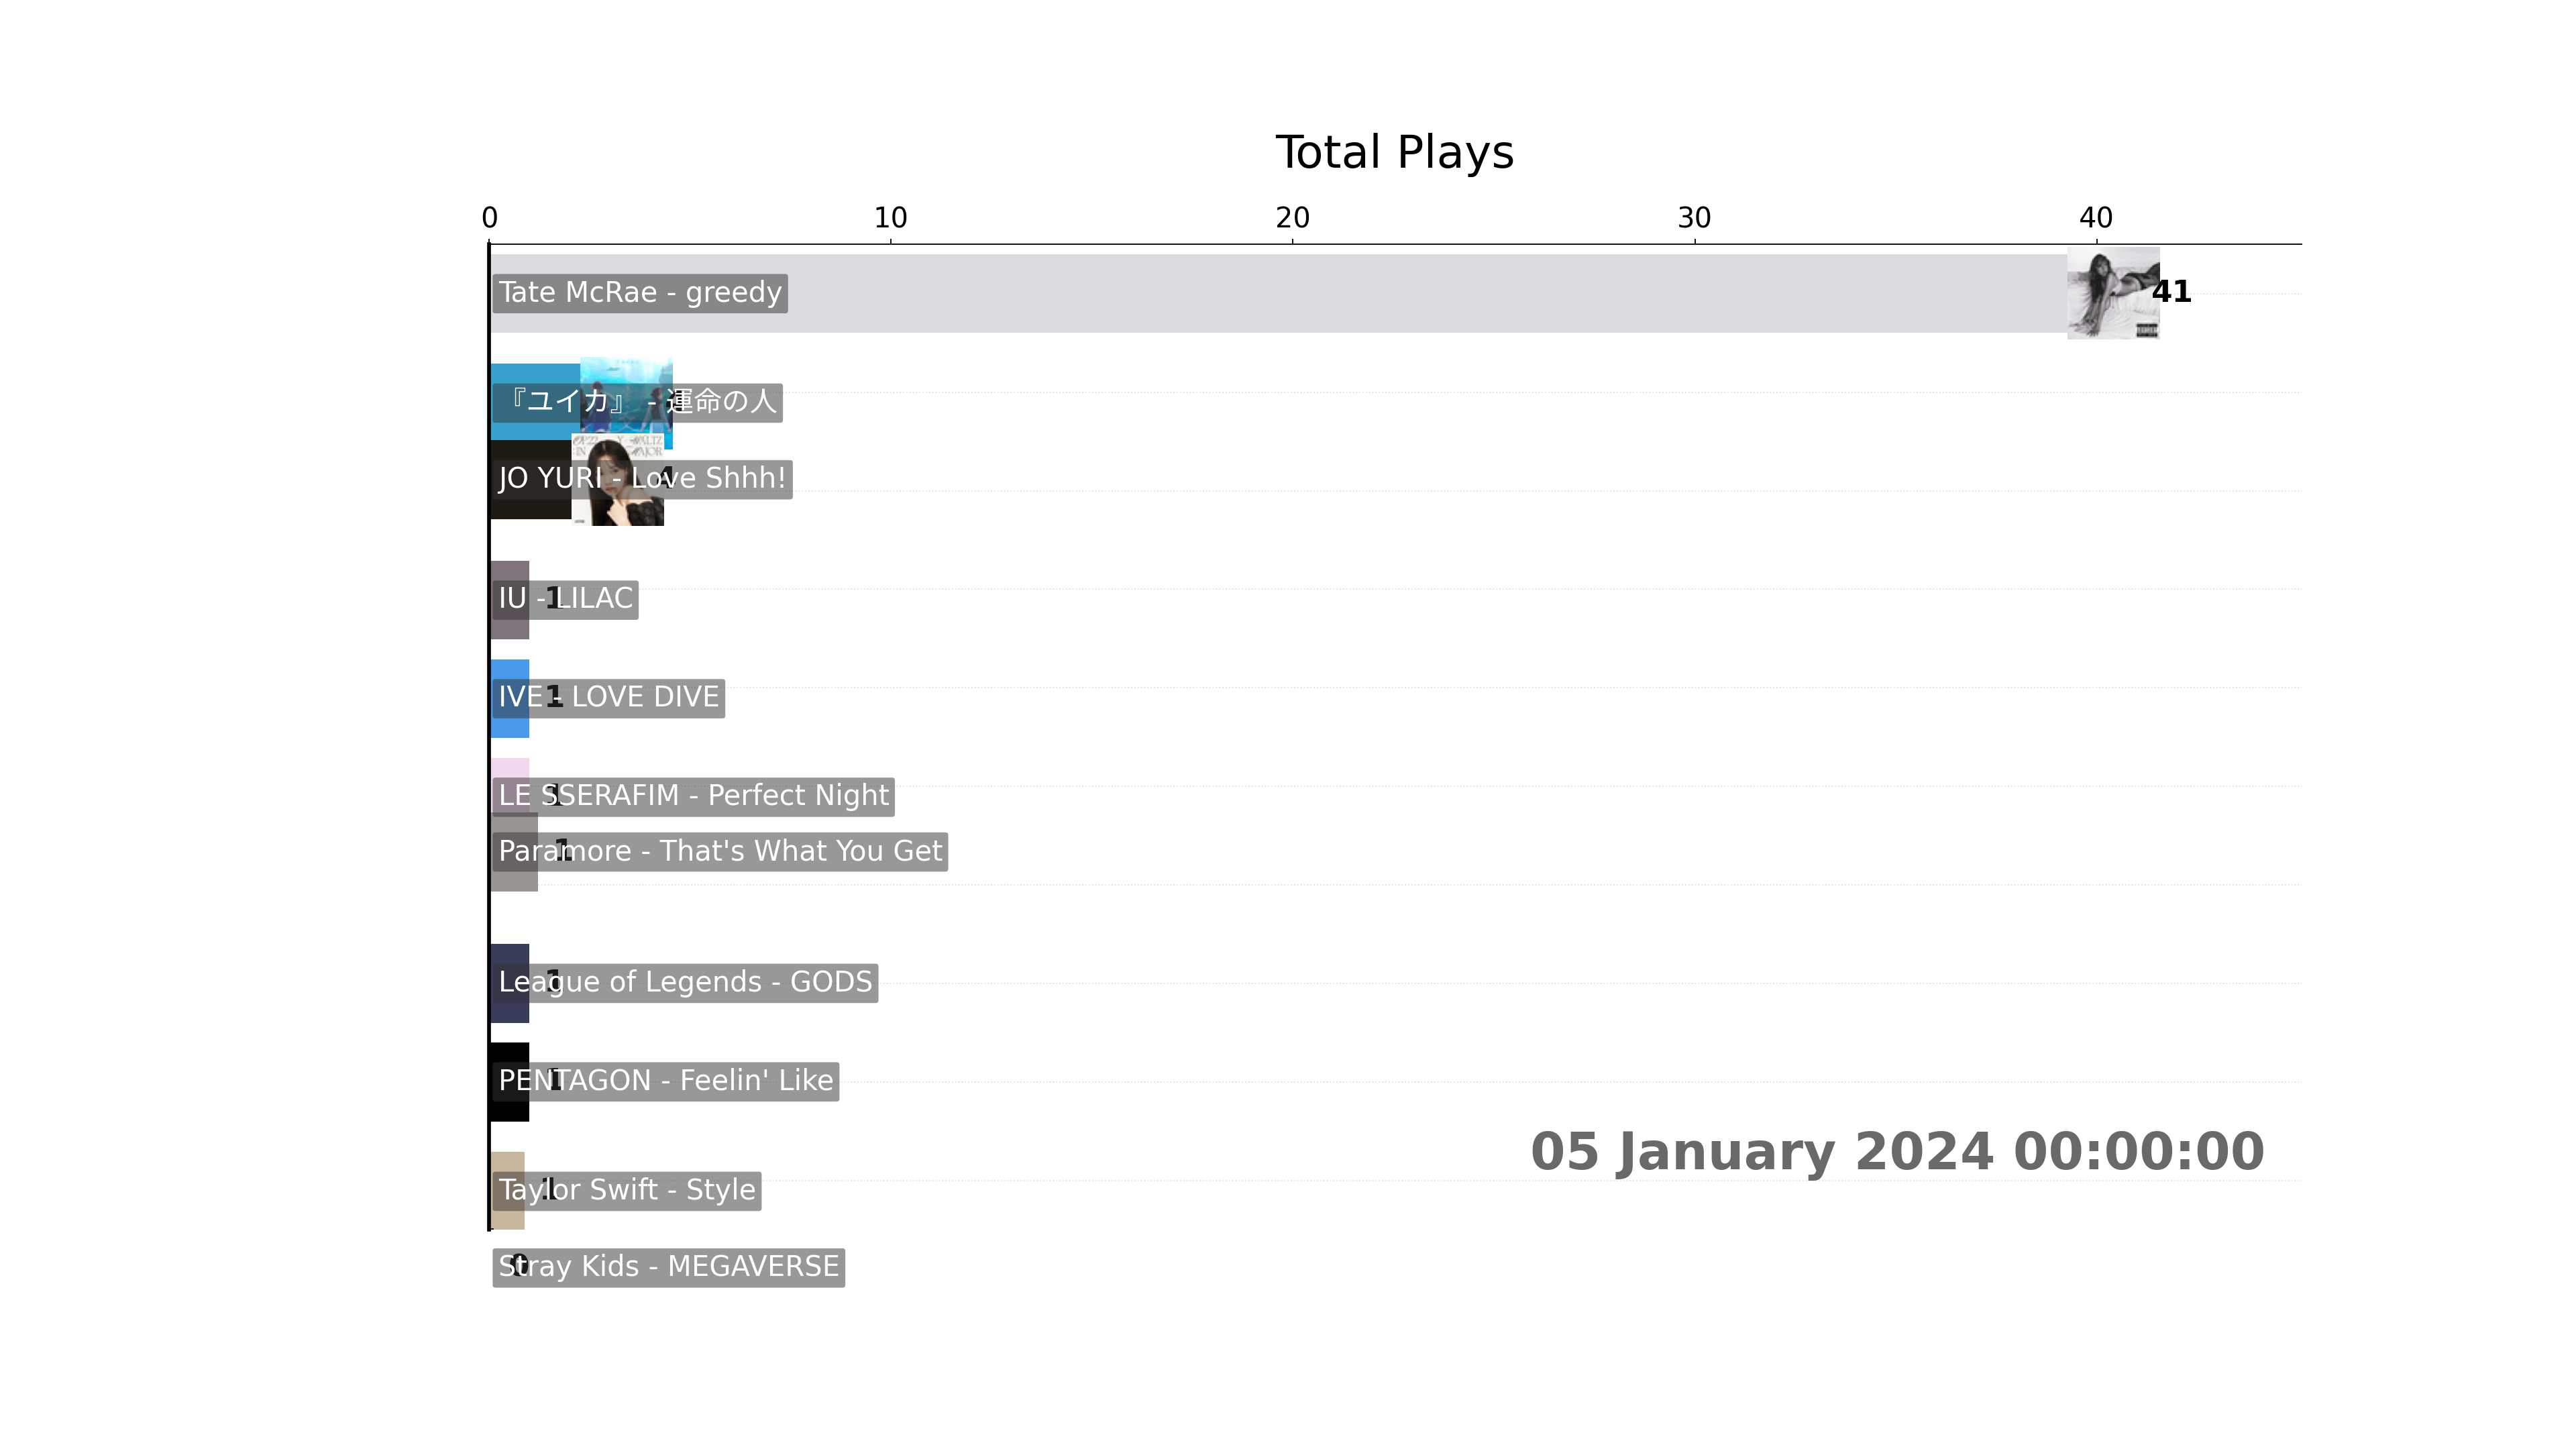 Total Plays
0 10 20 30 40
Tate McRae - greedy 41
『ユイカ』 - 運命の人
JO YURI - Love Shhh! 4
IU - LILAC 1
IVE - LOVE DIVE 1
LE SSERAFIM - Perfect Night 1
Paramore - That's What You Get 1
League of Legends - GODS 1
PENTAGON - Feelin' Like 1
05 January 2024 00:00:00
Taylor Swift - Style 1
Stray Kids - MEGAVERSE 0